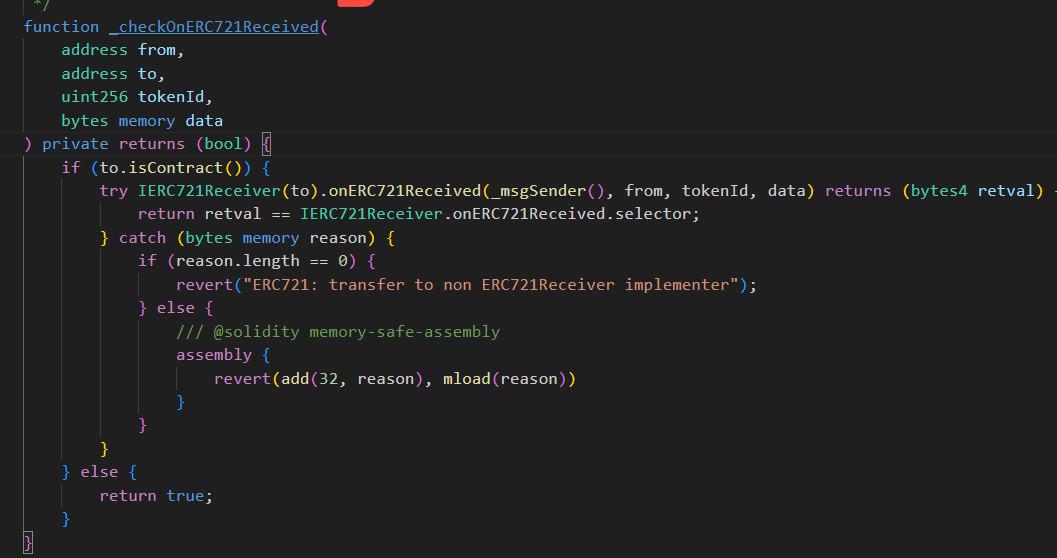 */
function _checkOnERC721Received(
address from,
address to,
uint256 tokenId,
bytes memory data
) private returns (bool) {
if (to.isContract()) {
try IERC721Receiver(to).onERC721Received(_msgSender(), from, tokenId, data) returns (bytes4 retval) {
return retval == IERC721Receiver.onERC721Received.selector;
} catch (bytes memory reason) {
if (reason.length == 0) {
revert("ERC721: transfer to non ERC721Receiver implementer");
} else {
/// @solidity memory-safe-assembly
assembly {
revert(add(32, reason), mload(reason))
}
}
}
} else {
return true;
}
}